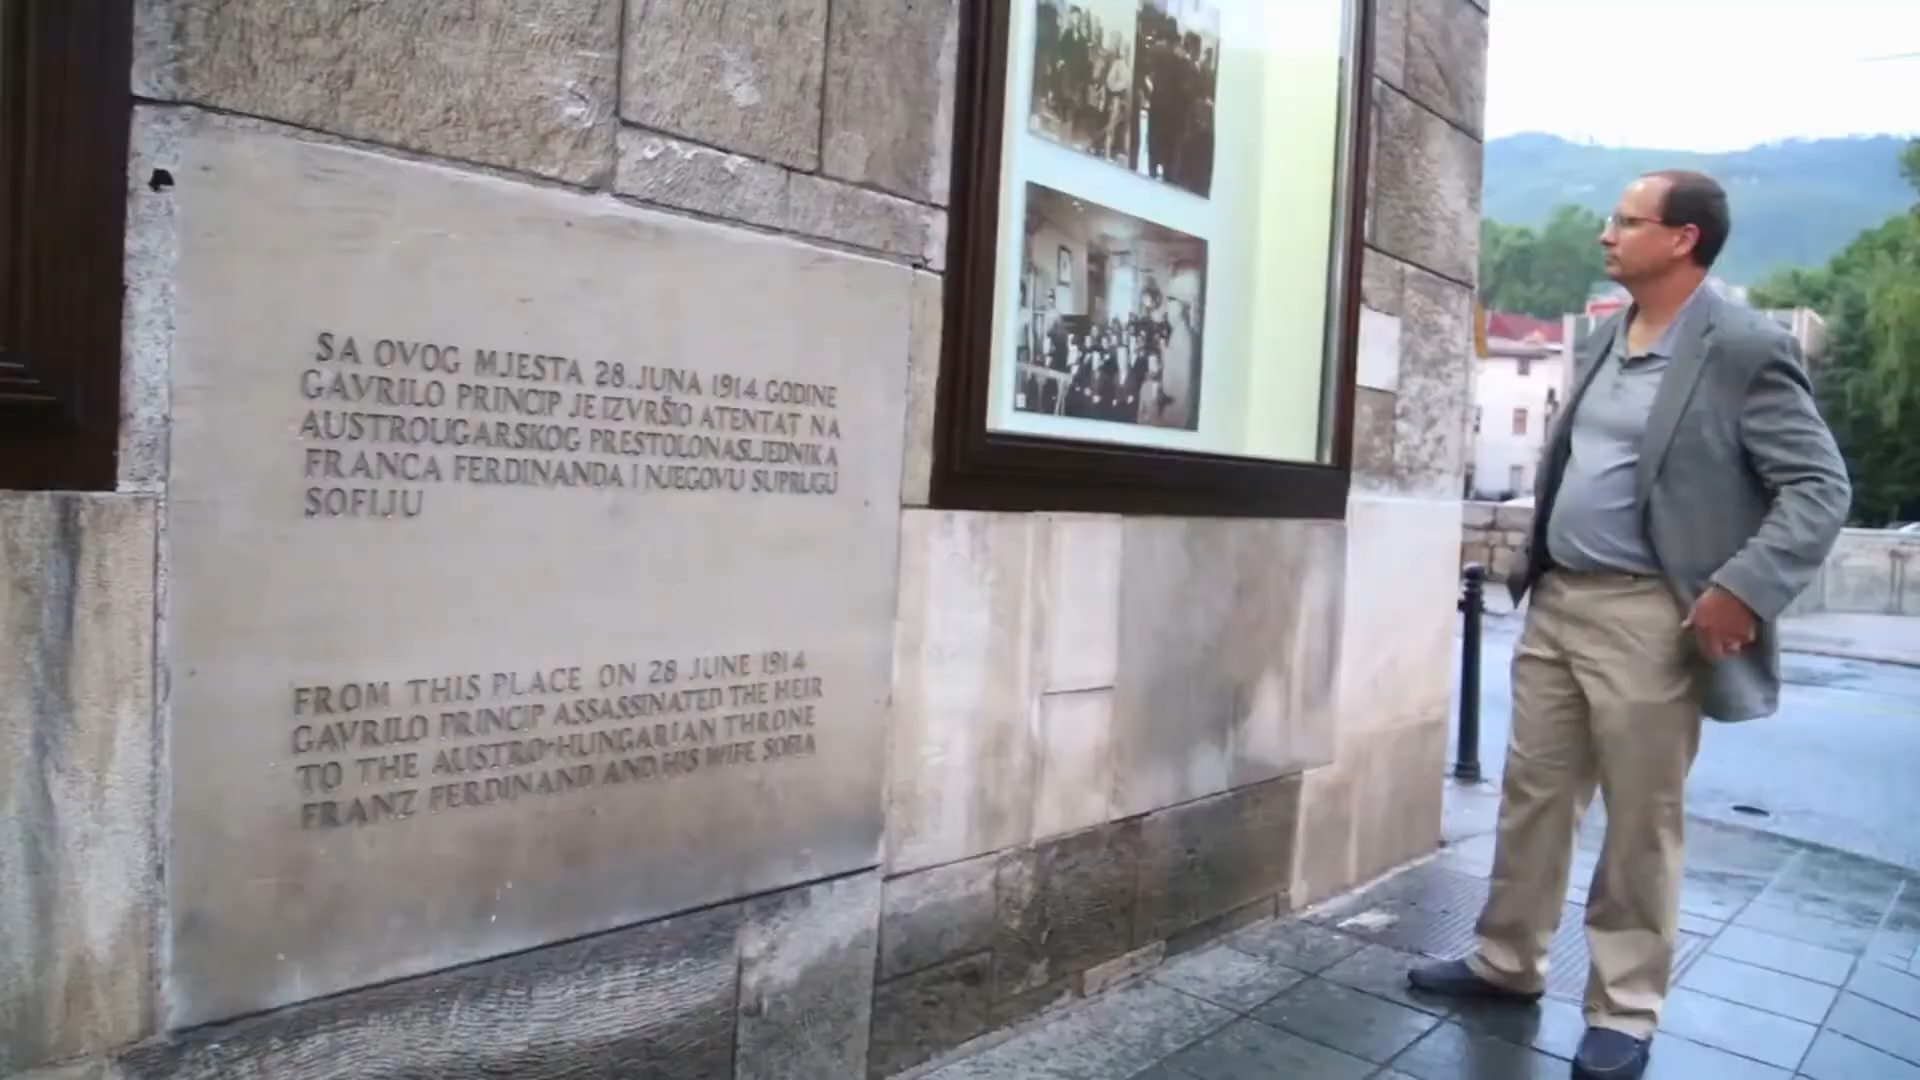 SA OVOG MJESTA 28. JUNA 1914 GODINE
GAVRILO PRINCIP JE IZVRŠIO ATENTAT NA
AUSTROUGARSKOG PRESTOLONASLJEDNIKA
FRANCA FERDINANDA I NJEGOVU SUPRUGU
SOFIJU
FROM THIS PLACE ON 28 JUNE 1914
GAVRILO PRINCIP ASSASSINATED THE HEIR
TO THE AUSTRO-HUNGARIAN THRONE
FRANZ FERDINAND AND HIS WIFE SOFIA